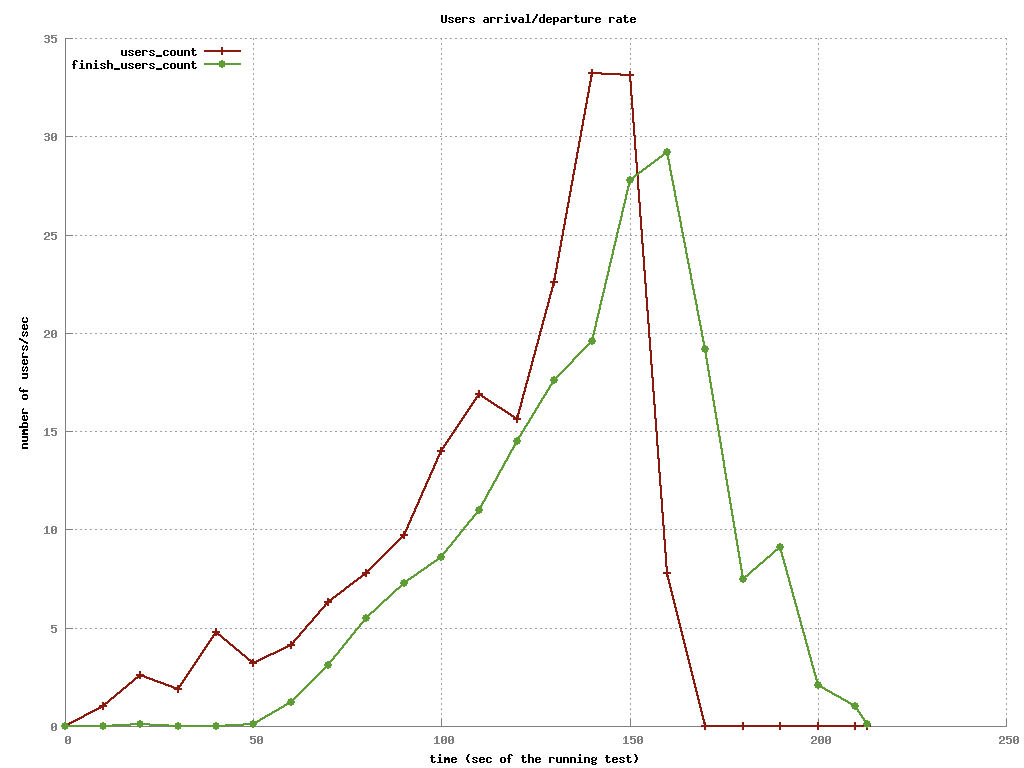 Users arrival/departure rate
35
users_count
finish_users_count
30
25
20
15
10
5
0
number of users/sec
0 50 100 150 200 250
time (sec of the running test)